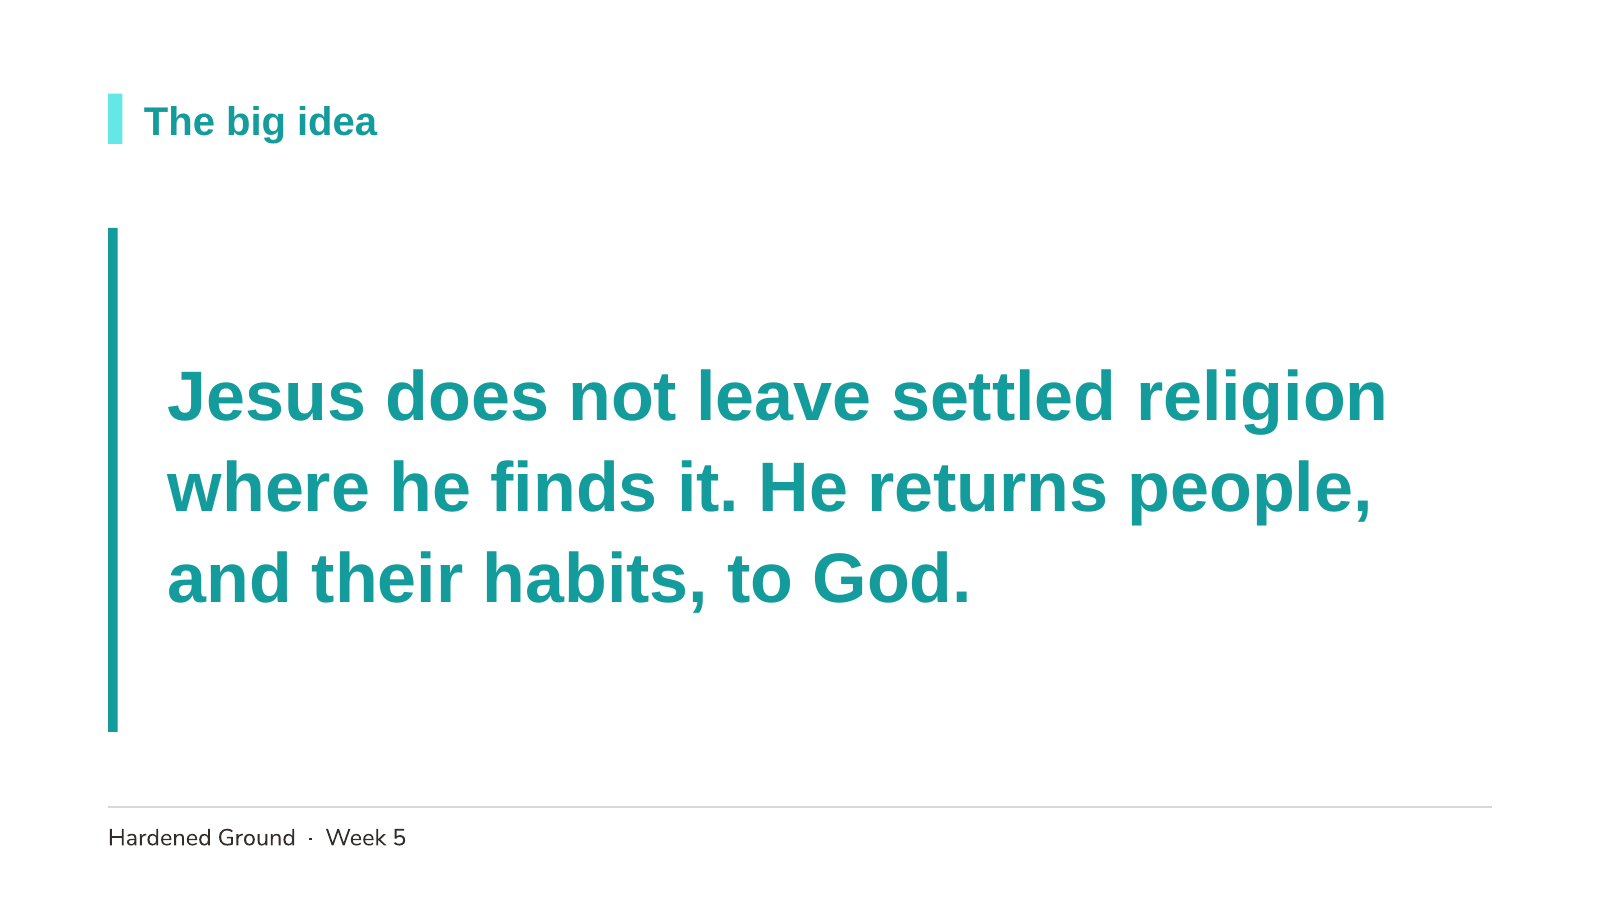 The big idea
Jesus does not leave settled religion
where he finds it. He returns people,
and their habits, to God.
Hardened Ground · Week 5